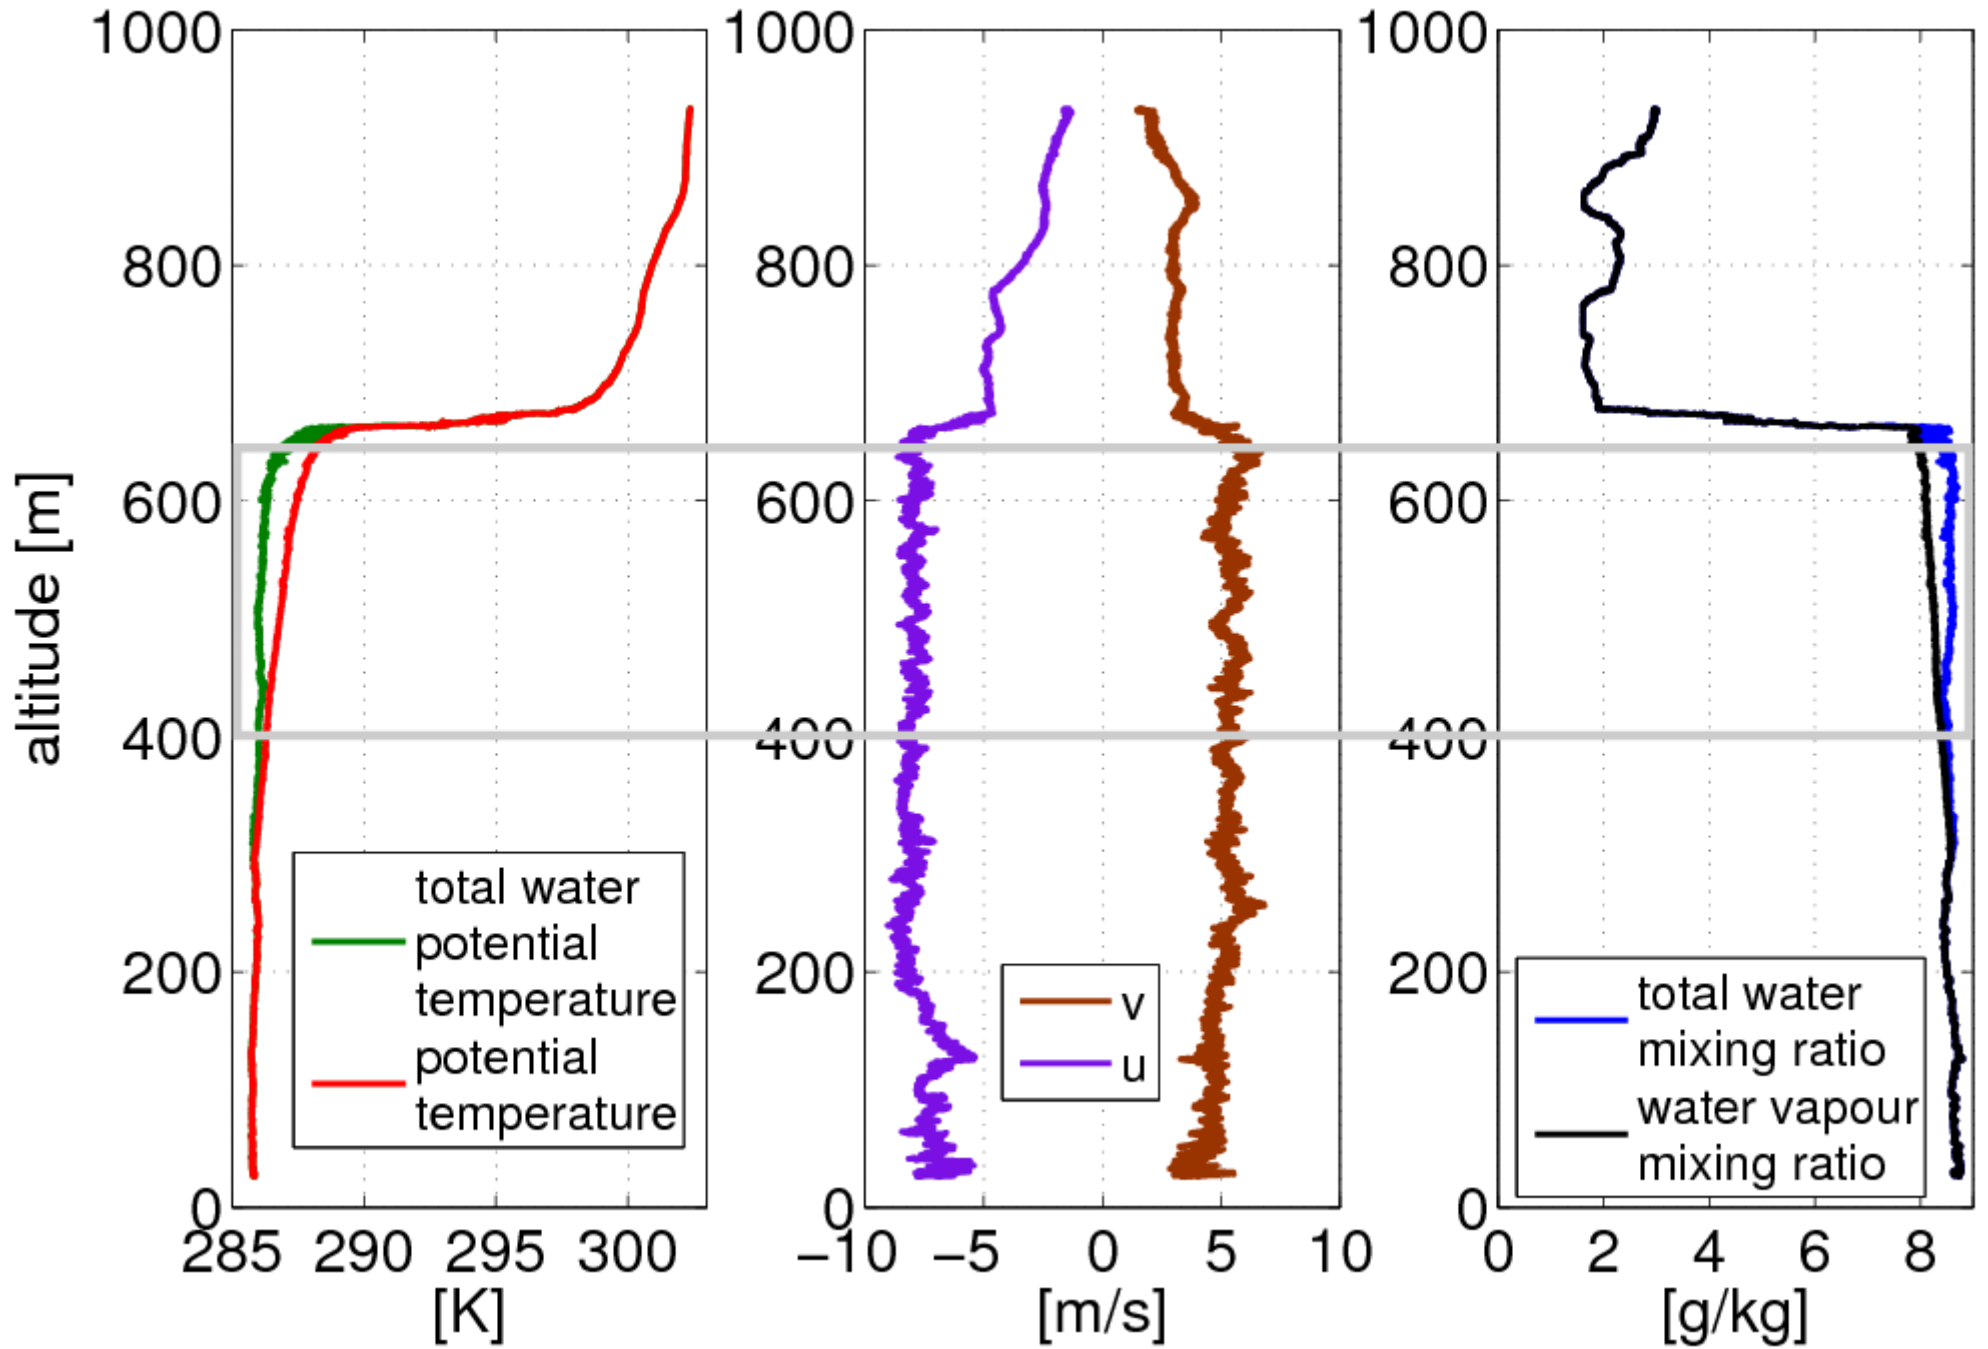 altitude [m]
1000
800
600
400
200
0
285 290 295 300
[K]
total water
potential
temperature
potential
temperature
1000
800
600
400
200
0
−10 −5 0 5 10
[m/s]
v
u
1000
800
600
400
200
0
0 2 4 6 8
[g/kg]
total water
mixing ratio
water vapour
mixing ratio